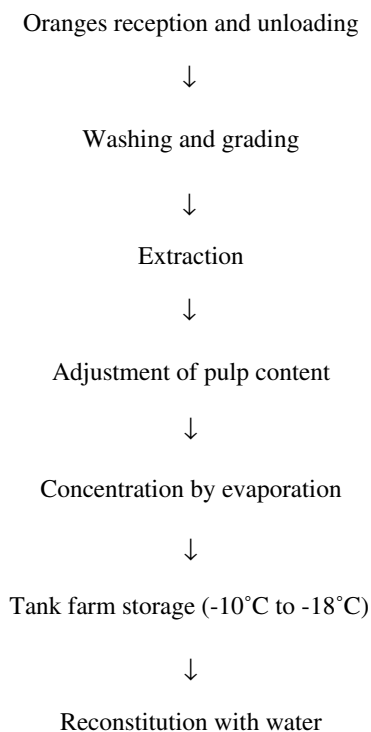 Oranges reception and unloading
↓
Washing and grading
↓
Extraction
↓
Adjustment of pulp content
↓
Concentration by evaporation
↓
Tank farm storage (-10˚C to -18˚C)
↓
Reconstitution with water